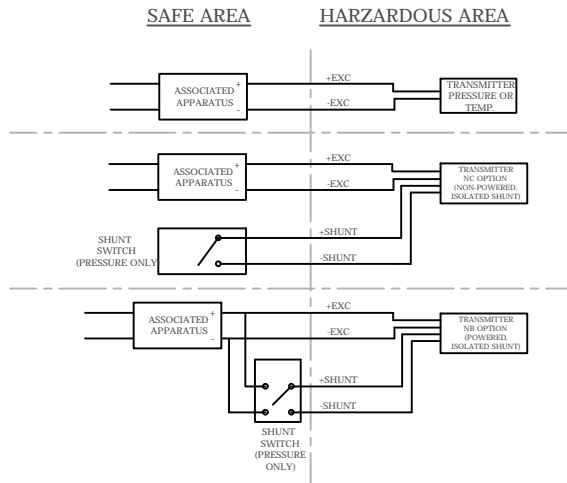 SAFE AREA
HARZARDOUS AREA
ASSOCIATED +
APPARATUS -
+EXC
-EXC
TRANSMITTER
PRESSURE OR
TEMP.
ASSOCIATED +
APPARATUS -
+EXC
-EXC
TRANSMITTER
NC OPTION
(NON-POWERED,
ISOLATED SHUNT)
SHUNT
SWITCH
(PRESSURE ONLY)
+SHUNT
-SHUNT
ASSOCIATED +
APPARATUS -
+EXC
-EXC
TRANSMITTER
NB OPTION
(POWERED,
ISOLATED SHUNT)
+SHUNT
-SHUNT
SHUNT
SWITCH
(PRESSURE
ONLY)